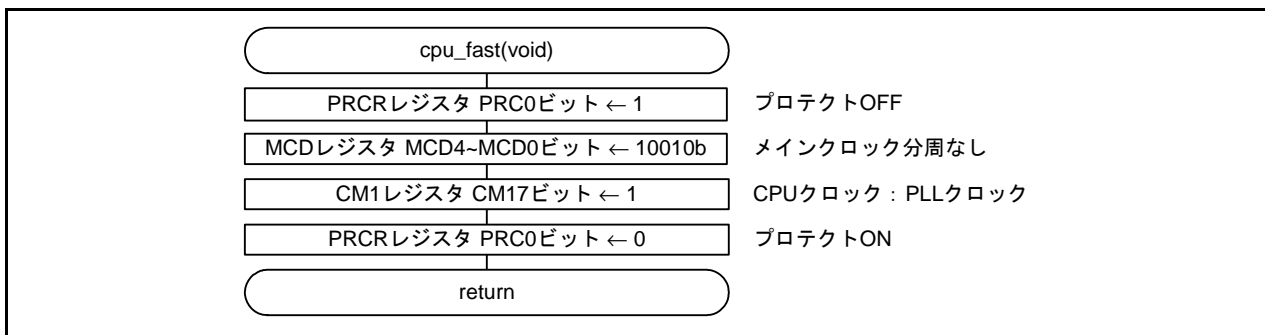 cpu_fast(void)
PRCRレジスタ PRC0ビット ← 1 プロテクトOFF
MCDレジスタ MCD4~MCD0ビット ← 10010b メインクロック分周なし
CM1レジスタ CM17ビット ← 1 CPUクロック：PLLクロック
PRCRレジスタ PRC0ビット ← 0 プロテクトON
return